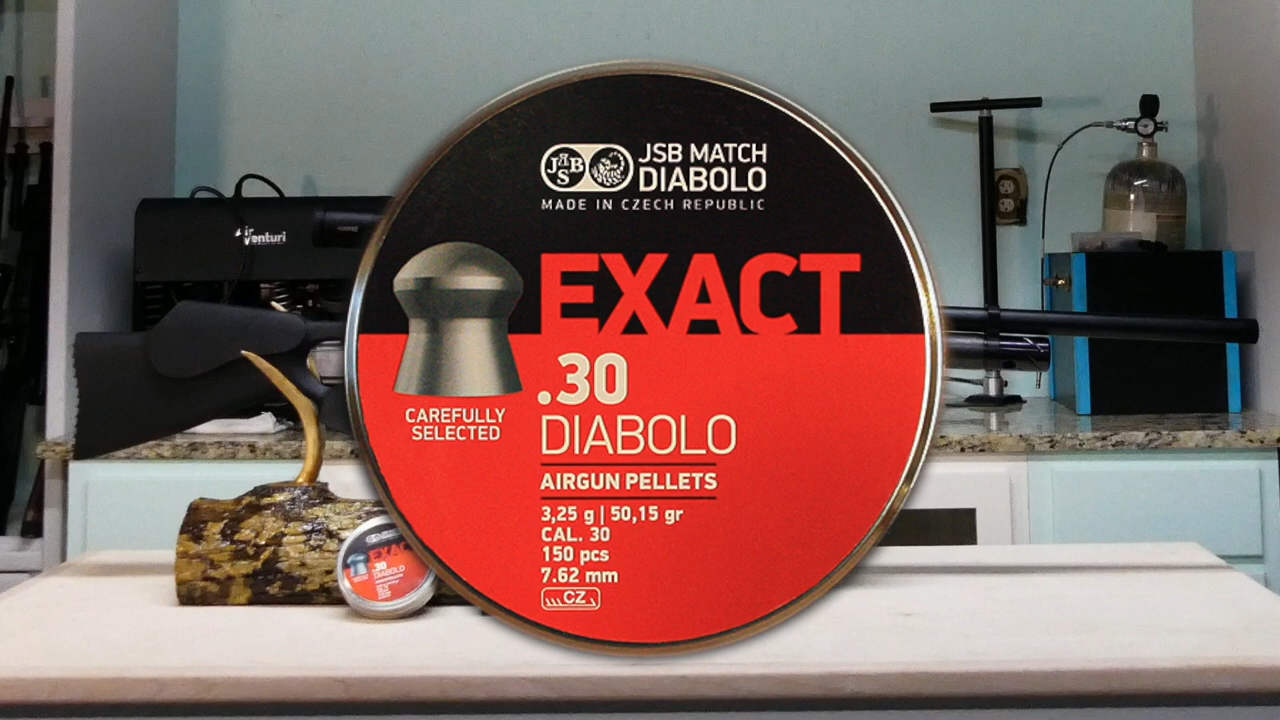 JSB
JSB MATCH
DIABOLO
MADE IN CZECH REPUBLIC
Air
Venturi
EXACT
.30
DIABOLO
CAREFULLY
SELECTED
AIRGUN PELLETS
3,25 g | 50,15 gr
CAL. 30
150 pcs
7.62 mm
CZ
EXACT
.30
DIABOLO